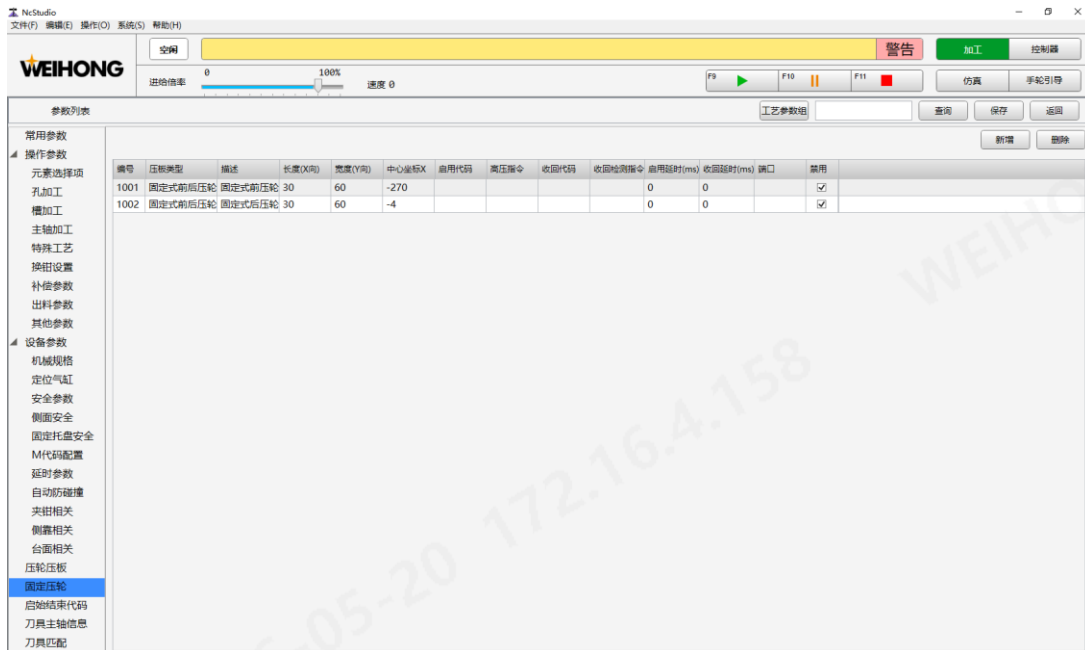 NcStudio
文件(F) 编辑(E) 操作(O) 系统(S) 帮助(H)
WEIHONG
空闲 警告 加工 控制器
进给倍率 0 100% 速度 0 F9 F10 F11 仿真 手轮引导
参数列表 工艺参数组 查询 保存 返回
新增 删除
常用参数
操作参数
元素选择项
孔加工
槽加工
主轴加工
特殊工艺
换钳设置
补偿参数
出料参数
其他参数
设备参数
机械规格
定位气缸
安全参数
侧面安全
固定托盘安全
M代码配置
延时参数
自动防碰撞
夹钳相关
侧靠相关
台面相关
压轮压板
固定压轮
启始结束代码
刀具主轴信息
刀具匹配
编号 压板类型 描述 长度(X向) 宽度(Y向) 中心坐标X 启用代码 高压指令 收回代码 收回检测指令 启用延时(ms) 收回延时(ms) 端口 禁用
1001 固定式前后压轮 固定式前压轮 30 60 -270 0 0
1002 固定式前后压轮 固定式后压轮 30 60 -4 0 0
WEIHO
05-20 172.16.4.158